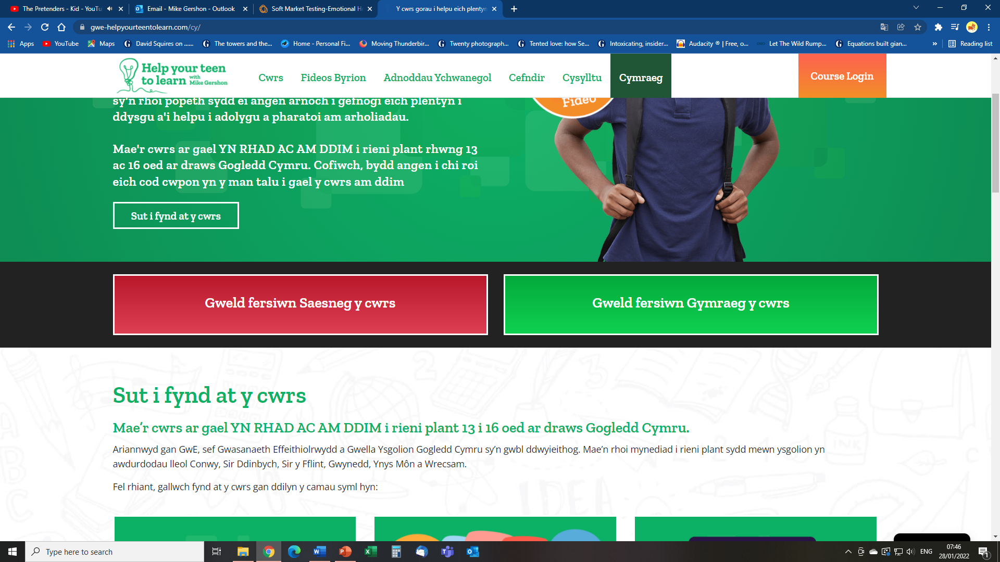 The Pretenders - Kid - YouTu
Email - Mike Gershon - Outlook
Soft Market Testing-Emotional H
Y cwrs gorau i helpu eich plentyn
gwe-helpyourteentolearn.com/cy/
Apps
YouTube
Maps
David Squires on ......
The towers and the...
Home - Personal Fi...
Moving Thunderbir...
Twenty photograph...
Tented love: how Se...
Intoxicating, insider...
Audacity ® | Free, o...
Let The Wild Rump...
Equations built gian...
»
Reading list
Help your teen
to learn with Mike Gershon
Cwrs
Fideos Byrion
Adnoddau Ychwanegol
Cefndir
Cysylltu
Cymraeg
Course Login
sy'n rhoi popeth sydd ei angen arnoch i gefnogi eich plentyn i
ddysgu a'i helpu i adolygu a pharatoi am arholiadau.
Fideo
Mae'r cwrs ar gael YN RHAD AC AM DDIM i rieni plant rhwng 13
ac 16 oed ar draws Gogledd Cymru. Cofiwch, bydd angen i chi roi
eich cod cwpon yn y man talu i gael y cwrs am ddim
Sut i fynd at y cwrs
Gweld fersiwn Saesneg y cwrs
Gweld fersiwn Gymraeg y cwrs
Sut i fynd at y cwrs
Mae’r cwrs ar gael YN RHAD AC AM DDIM i rieni plant 13 i 16 oed ar draws Gogledd Cymru.
Ariannwyd gan GwE, sef Gwasanaeth Effeithiolrwydd a Gwella Ysgolion Gogledd Cymru sy’n gwbl ddwyieithog. Mae’n rhoi mynediad i rieni plant sydd mewn ysgolion yn
awdurdodau lleol Conwy, Sir Ddinbych, Sir y Fflint, Gwynedd, Ynys Môn a Wrecsam.
Fel rhiant, gallwch fynd at y cwrs gan ddilyn y camau syml hyn:
INK
IDEA
A
B
C
Type here to search
ENG
07:46
28/01/2022
1